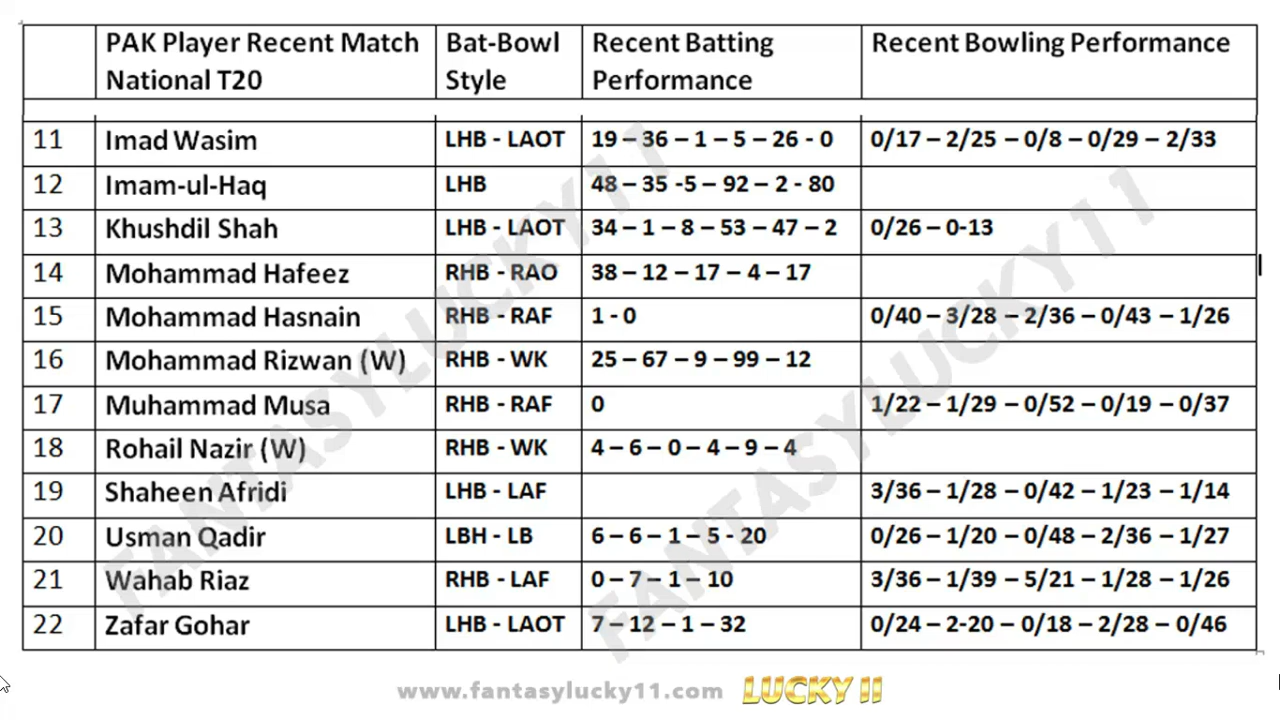 PAK Player Recent Match National T20 Bat-Bowl Style Recent Batting Performance Recent Bowling Performance
11 Imad Wasim LHB - LAOT 19 – 36 – 1 – 5 – 26 - 0 0/17 – 2/25 – 0/8 – 0/29 – 2/33
12 Imam-ul-Haq LHB 48 – 35 -5 – 92 – 2 - 80
13 Khushdil Shah LHB - LAOT 34 – 1 – 8 – 53 – 47 – 2 0/26 – 0-13
14 Mohammad Hafeez RHB - RAO 38 – 12 – 17 – 4 – 17
15 Mohammad Hasnain RHB - RAF 1 - 0 0/40 – 3/28 – 2/36 – 0/43 – 1/26
16 Mohammad Rizwan (W) RHB - WK 25 – 67 – 9 – 99 – 12
17 Muhammad Musa RHB - RAF 0 1/22 – 1/29 – 0/52 – 0/19 – 0/37
18 Rohail Nazir (W) RHB - WK 4 – 6 – 0 – 4 – 9 – 4
19 Shaheen Afridi LHB - LAF 3/36 – 1/28 – 0/42 – 1/23 – 1/14
20 Usman Qadir LBH - LB 6 – 6 – 1 – 5 - 20 0/26 – 1/20 – 0/48 – 2/36 – 1/27
21 Wahab Riaz RHB - LAF 0 – 7 – 1 – 10 3/36 – 1/39 – 5/21 – 1/28 – 1/26
22 Zafar Gohar LHB - LAOT 7 – 12 – 1 – 32 0/24 – 2-20 – 0/18 – 2/28 – 0/46
FANTASYLUCKY11
FANTASYLUCKY11
www.fantasylucky11.com LUCKY 11